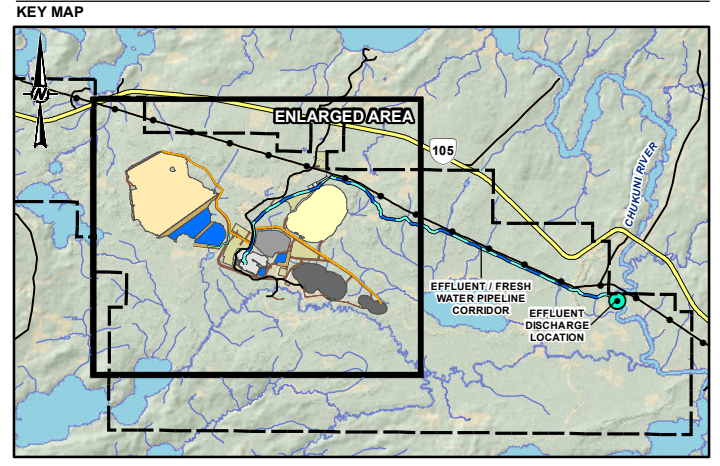 KEY MAP
N
ENLARGED AREA
105
CHUKUNI RIVER
EFFLUENT / FRESH
WATER PIPELINE
CORRIDOR
EFFLUENT
DISCHARGE
LOCATION